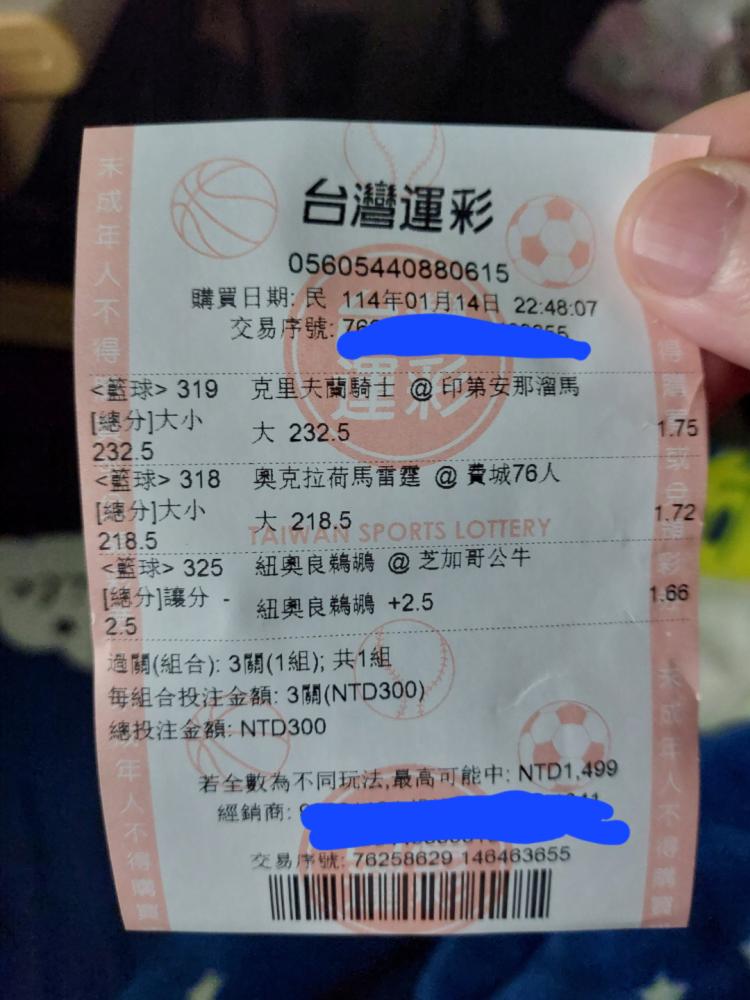 台灣運彩
05605440880615
購買日期: 民 114年01月14日 22:48:07
交易序號: 76
<籃球> 319 克里夫蘭騎士 @ 印第安那溜馬
[總分]大小 大 232.5 1.75
232.5
<籃球> 318 奧克拉荷馬雷霆 @ 費城76人
[總分]大小 大 218.5 1.72
218.5
TAIWAN SPORTS LOTTERY
<籃球> 325 紐奧良鵜鶘 @ 芝加哥公牛
[總分]讓分 - 紐奧良鵜鶘 +2.5 1.66
2.5
過關(組合): 3關(1組); 共1組
每組合投注金額: 3關(NTD300)
總投注金額: NTD300
若全數為不同玩法,最高可能中: NTD1,499
經銷商:
交易序號: 76258629 146463655
未成年人不得
年人不得購買